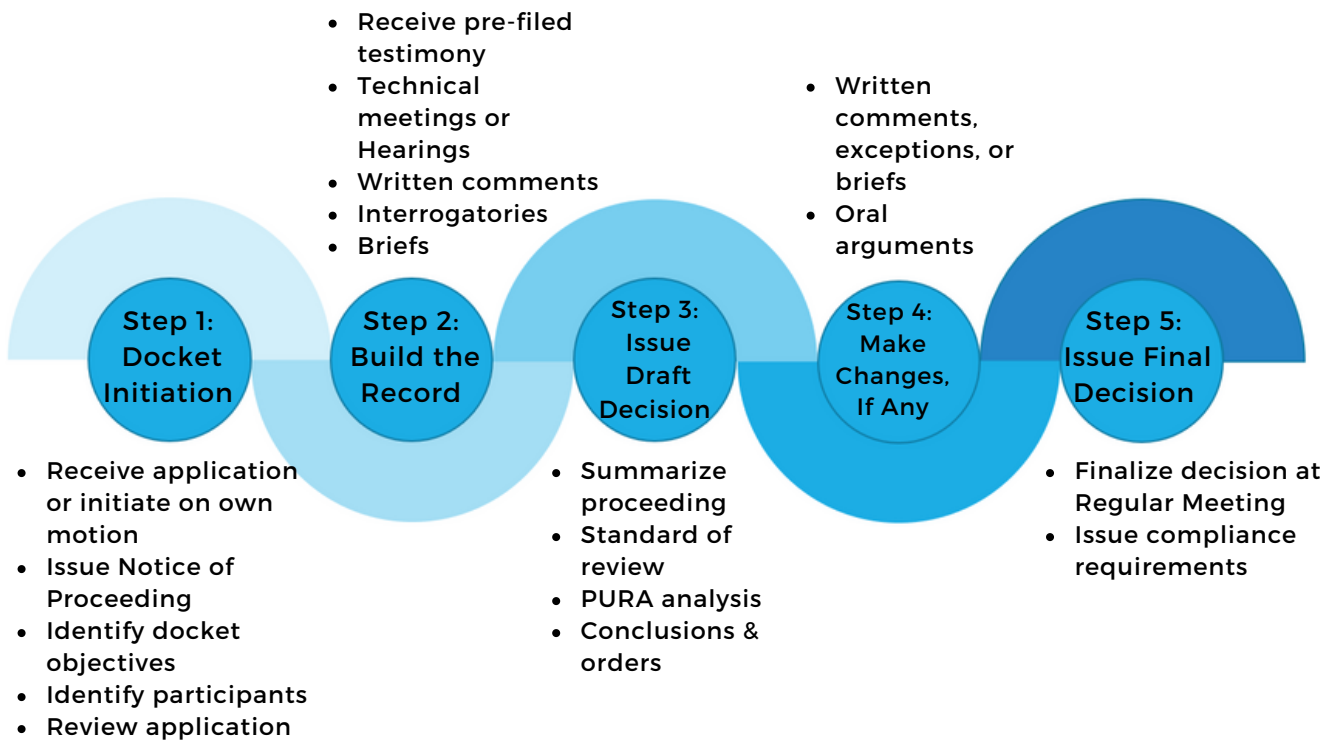 Step 1:
Docket
Initiation
• Receive application
or initiate on own
motion
• Issue Notice of
Proceeding
• Identify docket
objectives
• Identify participants
• Review application
• Receive pre-filed
testimony
• Technical
meetings or
Hearings
• Written comments
• Interrogatories
• Briefs
Step 2:
Build the
Record
Step 3:
Issue
Draft
Decision
• Summarize
proceeding
• Standard of
review
• PURA analysis
• Conclusions &
orders
• Written
comments,
exceptions, or
briefs
• Oral
arguments
Step 4:
Make
Changes,
If Any
Step 5:
Issue Final
Decision
• Finalize decision at
Regular Meeting
• Issue compliance
requirements